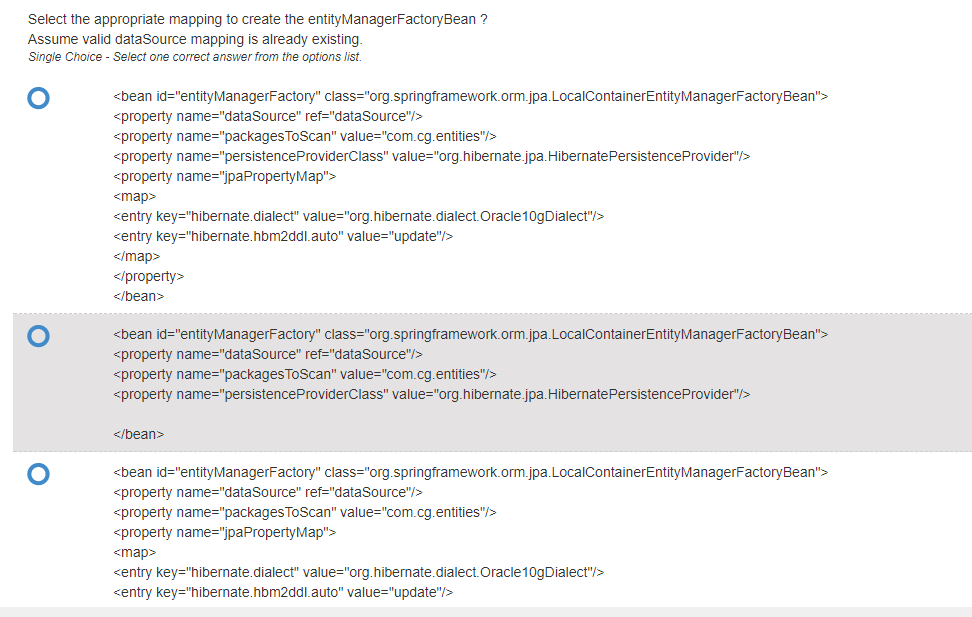 Select the appropriate mapping to create the entityManagerFactoryBean ?
Assume valid dataSource mapping is already existing.
Single Choice - Select one correct answer from the options list.
<bean id="entityManagerFactory" class="org.springframework.orm.jpa.LocalContainerEntityManagerFactoryBean">
<property name="dataSource" ref="dataSource"/>
<property name="packagesToScan" value="com.cg.entities"/>
<property name="persistenceProviderClass" value="org.hibernate.jpa.HibernatePersistenceProvider"/>
<property name="jpaPropertyMap">
<map>
<entry key="hibernate.dialect" value="org.hibernate.dialect.Oracle10gDialect"/>
<entry key="hibernate.hbm2ddl.auto" value="update"/>
</map>
</property>
</bean>
<bean id="entityManagerFactory" class="org.springframework.orm.jpa.LocalContainerEntityManagerFactoryBean">
<property name="dataSource" ref="dataSource"/>
<property name="packagesToScan" value="com.cg.entities"/>
<property name="persistenceProviderClass" value="org.hibernate.jpa.HibernatePersistenceProvider"/>
</bean>
<bean id="entityManagerFactory" class="org.springframework.orm.jpa.LocalContainerEntityManagerFactoryBean">
<property name="dataSource" ref="dataSource"/>
<property name="packagesToScan" value="com.cg.entities"/>
<property name="jpaPropertyMap">
<map>
<entry key="hibernate.dialect" value="org.hibernate.dialect.Oracle10gDialect"/>
<entry key="hibernate.hbm2ddl.auto" value="update"/>